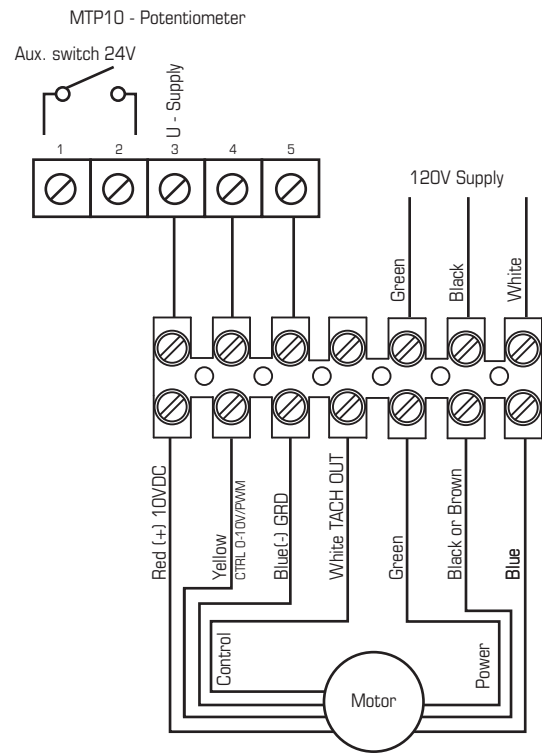 MTP10 - Potentiometer
Aux. switch 24V
U - Supply
1 2 3 4 5
120V Supply
Green
Black
White
Red (+) 10VDC
Yellow
CTRL 0-10V/PWM
Blue(-) GRD
White TACH OUT
Green
Black or Brown
Blue
Control
Power
Motor